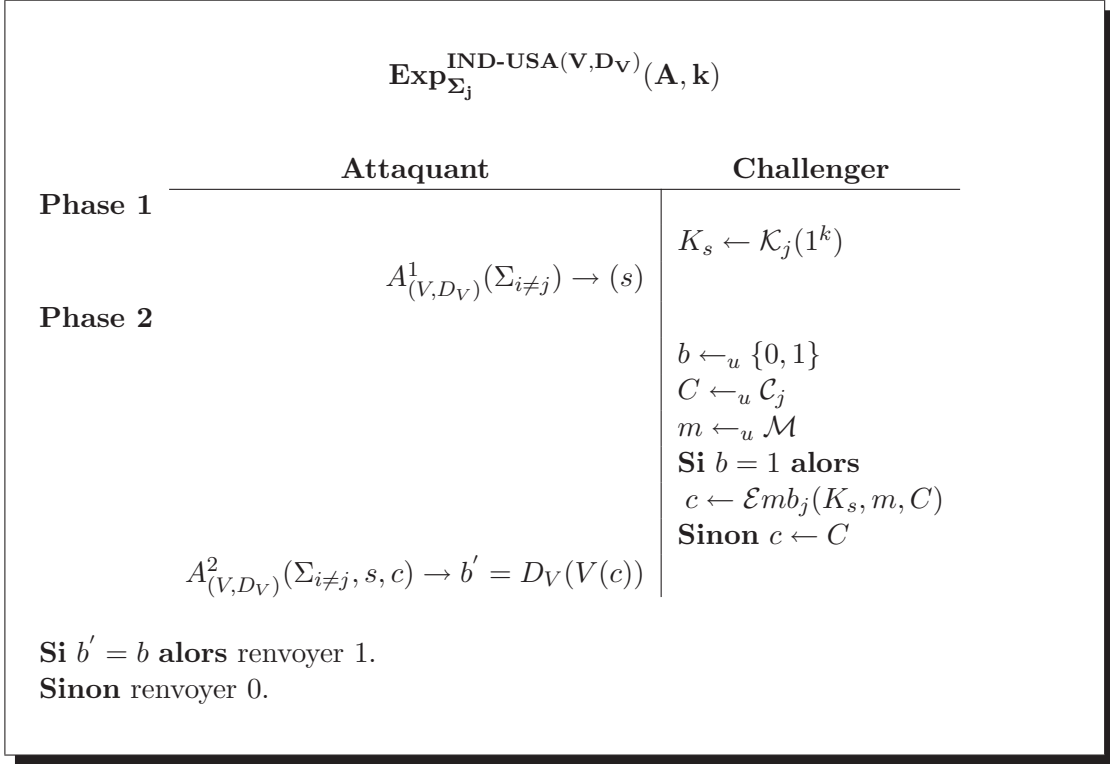 Exp_{Σ_j}^{IND-USA(V,D_V)}(A, k)
Attaquant Challenger
Phase 1
K_s ← 𝒦_j(1^k)
A^1_{(V,D_V)}(Σ_{i≠j}) → (s)
Phase 2
b ←_u {0, 1}
C ←_u 𝒞_j
m ←_u ℳ
Si b = 1 alors
c ← ℰmb_j(K_s, m, C)
Sinon c ← C
A^2_{(V,D_V)}(Σ_{i≠j}, s, c) → b' = D_V(V(c))
Si b' = b alors renvoyer 1.
Sinon renvoyer 0.